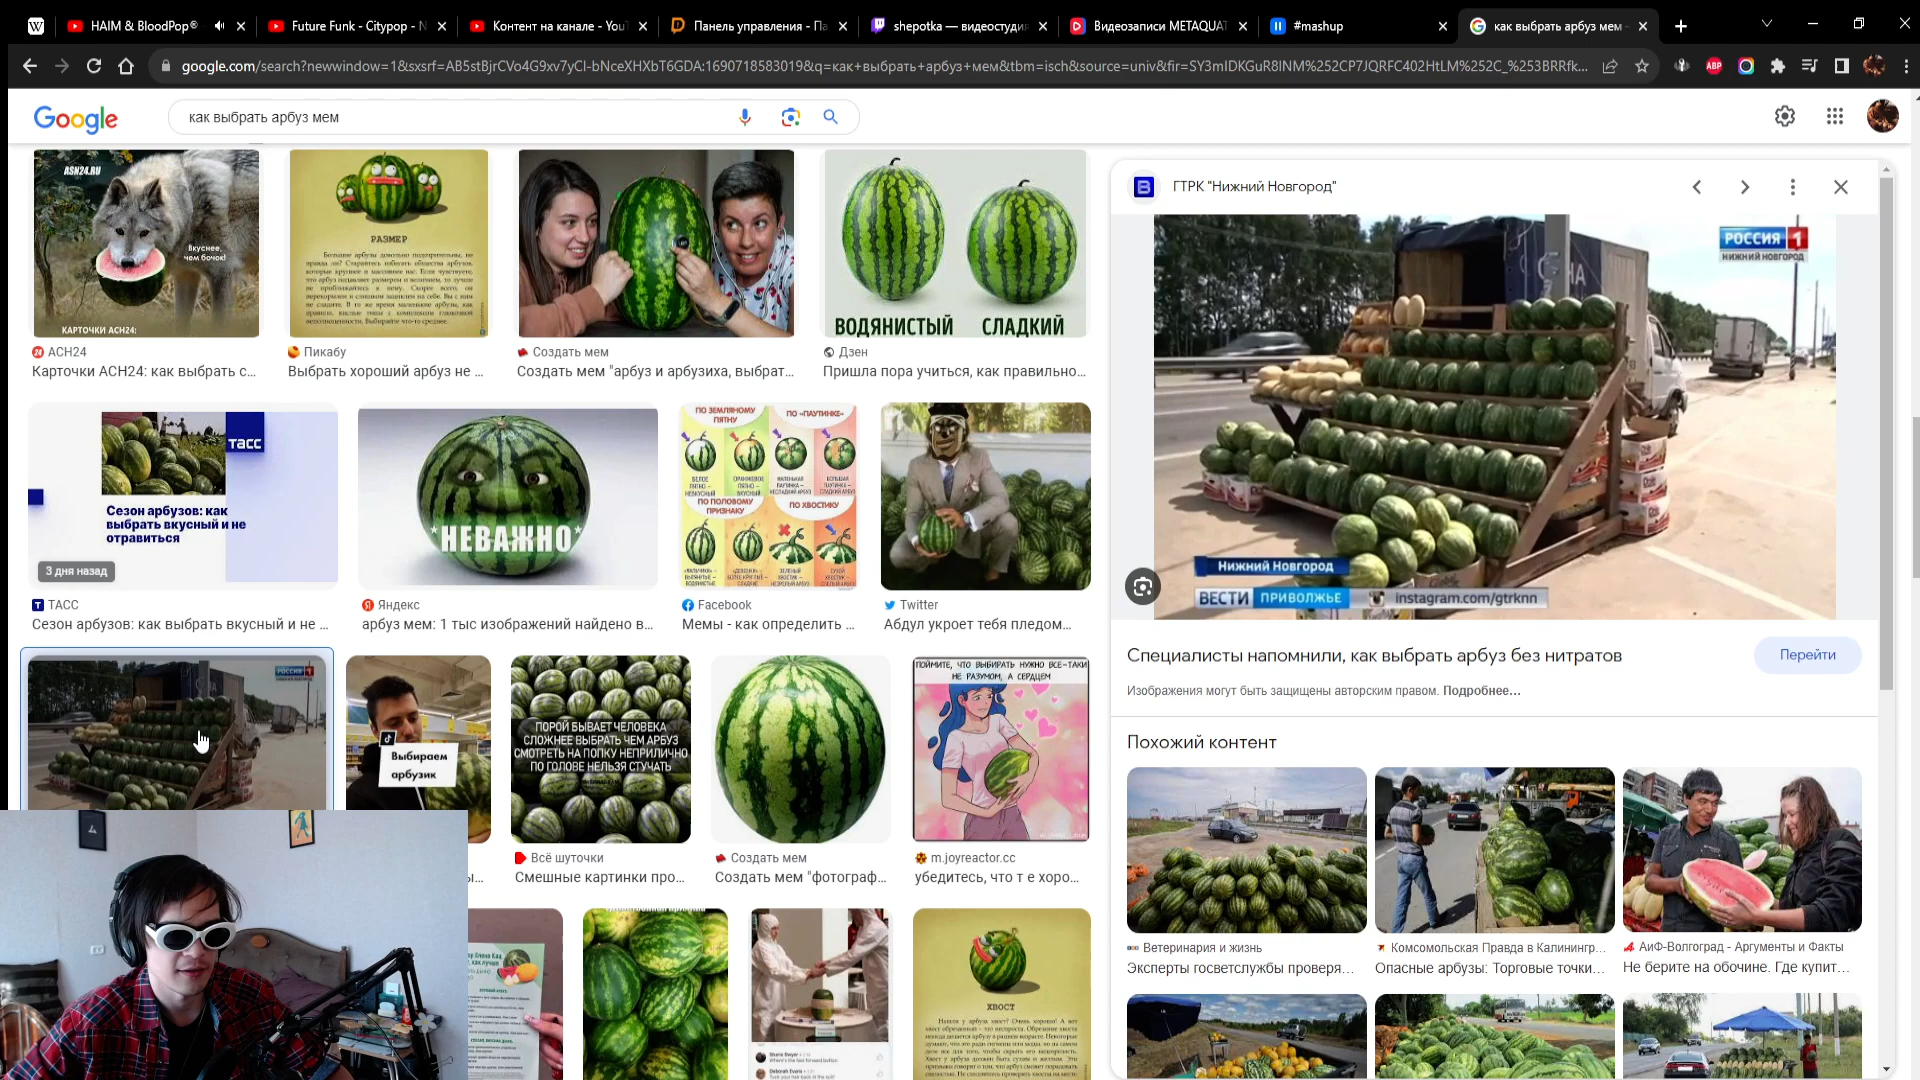 HAIM & BloodPop®
Future Funk - Citypop - N
Контент на канале - YouT
Панель управления - Па
shepotka — видеостудия
Видеозаписи METAQUAT
#mashup
как выбрать арбуз мем -
google.com/search?newwindow=1&sxsrf=AB5stBjrCVo4G9xv7yCI-bNceXHXbT6GDA:1690718583019&q=как+выбрать+арбуз+мем&tbm=isch&source=univ&fir=SY3mIDKGuR8INM%252CP7JQRFC402HtLM%252C_%253BRRfk...
ABP
Google
как выбрать арбуз мем
ASN24.RU
Вкуснее,
чем бочок!
КАРТОЧКИ АСН24:
РАЗМЕР
ВОДЯНИСТЫЙ СЛАДКИЙ
АСН24
Карточки АСН24: как выбрать с...
Пикабу
Выбрать хороший арбуз не ...
Создать мем
Создать мем "арбуз и арбузиха, выбрат...
Дзен
Пришла пора учиться, как правильно...
ТАСС
Сезон арбузов: как
выбрать вкусный и не
отравиться
3 дня назад
*НЕВАЖНО*
ПО ЗЕМЛЯНОМУ
ПЯТНУ
ПО «ПАУТИНКЕ»
ПО ПОЛОВОМУ
ПРИЗНАКУ
ПО ХВОСТИКУ
ТАСС
Сезон арбузов: как выбрать вкусный и не ...
Яндекс
арбуз мем: 1 тыс изображений найдено в...
Facebook
Мемы - как определить ...
Twitter
Абдул укроет тебя пледом...
РОССИЯ 1
Выбираем
арбузик
ПОРОЙ БЫВАЕТ ЧЕЛОВЕКА
СЛОЖНЕЕ ВЫБРАТЬ ЧЕМ АРБУЗ
СМОТРЕТЬ НА ПОПКУ НЕПРИЛИЧНО
ПО ГОЛОВЕ НЕЛЬЗЯ СТУЧАТЬ
ПОЙМИТЕ, ЧТО ВЫБИРАТЬ НУЖНО ВСЕ-ТАКИ
НЕ РАЗУМОМ, А СЕРДЦЕМ
ы...
Всё шуточки
Смешные картинки про...
Создать мем
Создать мем "фотограф...
m.joyreactor.cc
убедитесь, что т е хоро...
ХВОСТ
ГТРК "Нижний Новгород"
РОССИЯ 1
НИЖНИЙ НОВГОРОД
Нижний Новгород
ВЕСТИ ПРИВОЛЖЬЕ instagram.com/gtrknn
Специалисты напомнили, как выбрать арбуз без нитратов
Перейти
Изображения могут быть защищены авторским правом. Подробнее...
Похожий контент
Ветеринария и жизнь
Эксперты госветслужбы проверя...
Комсомольская Правда в Калинингр...
Опасные арбузы: Торговые точки...
АиФ-Волгоград - Аргументы и Факты
Не берите на обочине. Где купит...